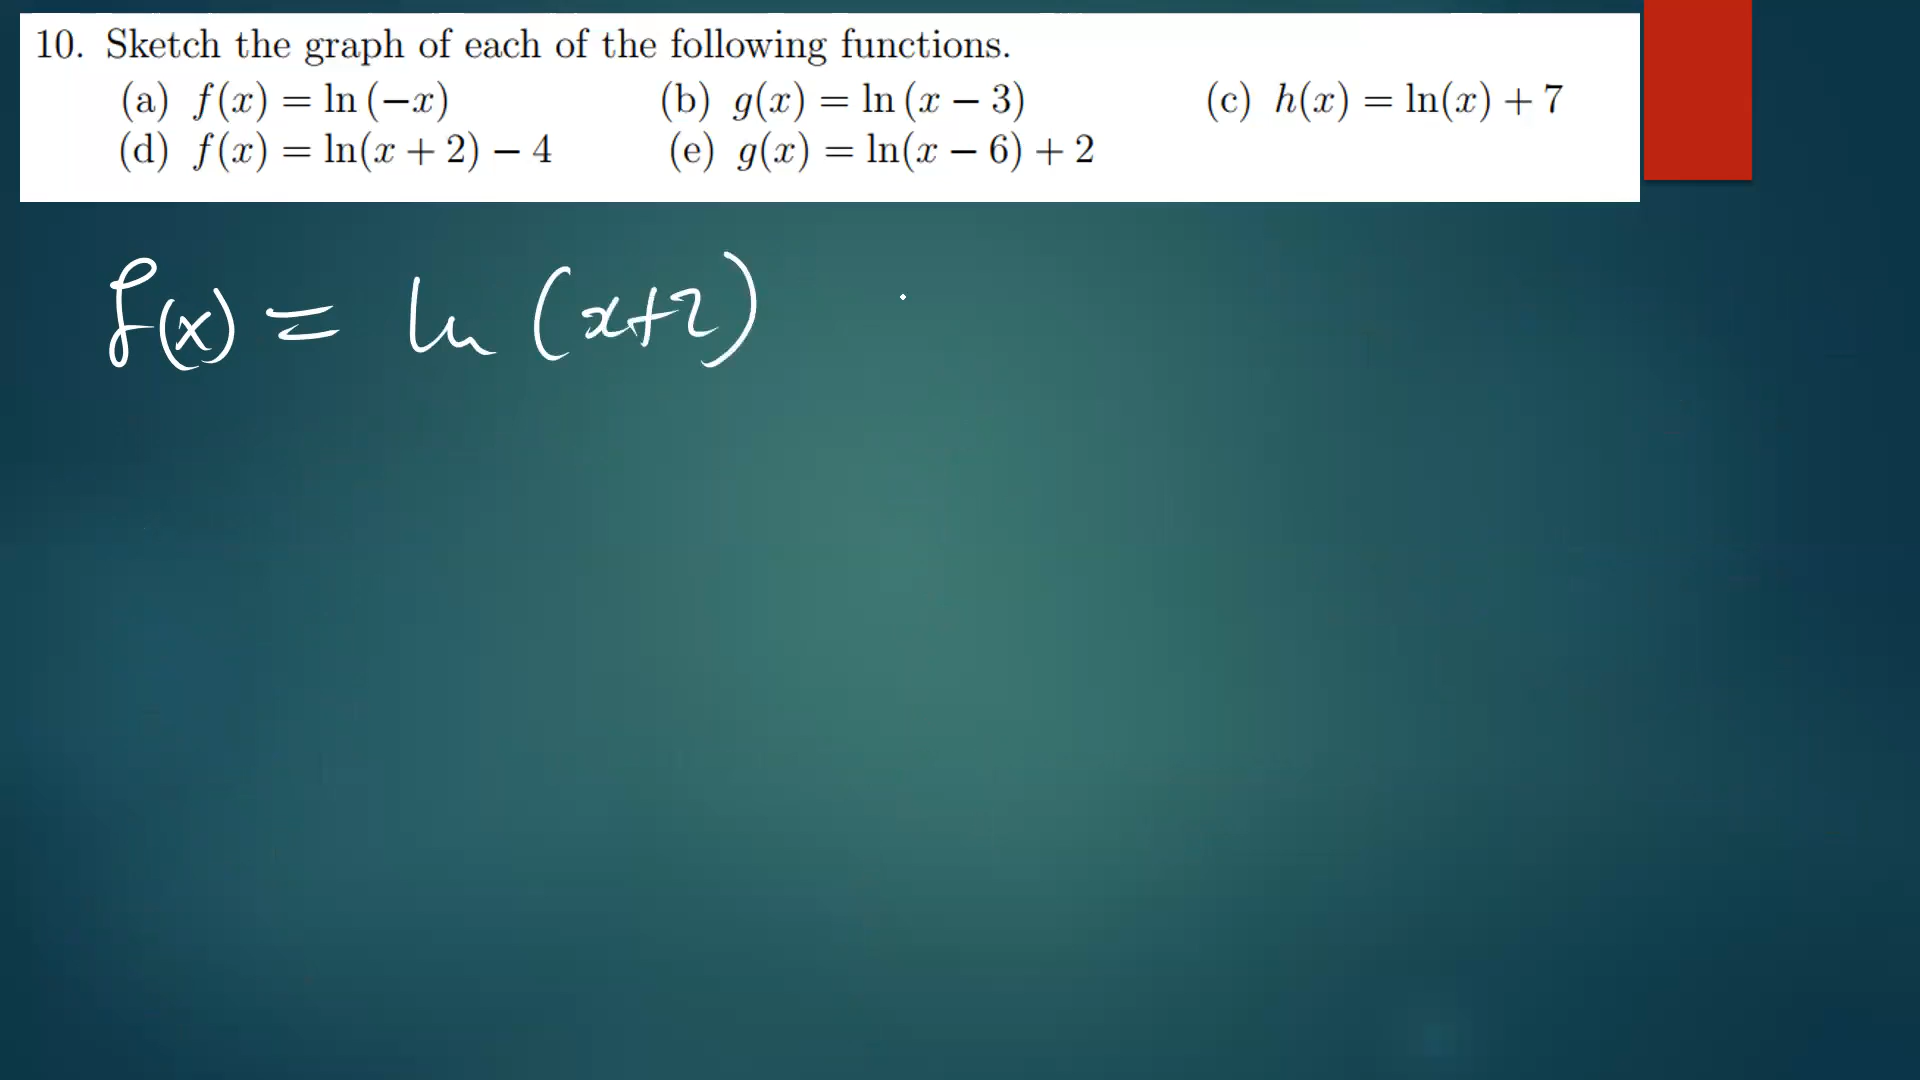 10. Sketch the graph of each of the following functions.
(a) f(x) = ln (−x) (b) g(x) = ln (x − 3) (c) h(x) = ln(x) + 7
(d) f(x) = ln(x + 2) − 4 (e) g(x) = ln(x − 6) + 2
f(x) = ln (x+2)